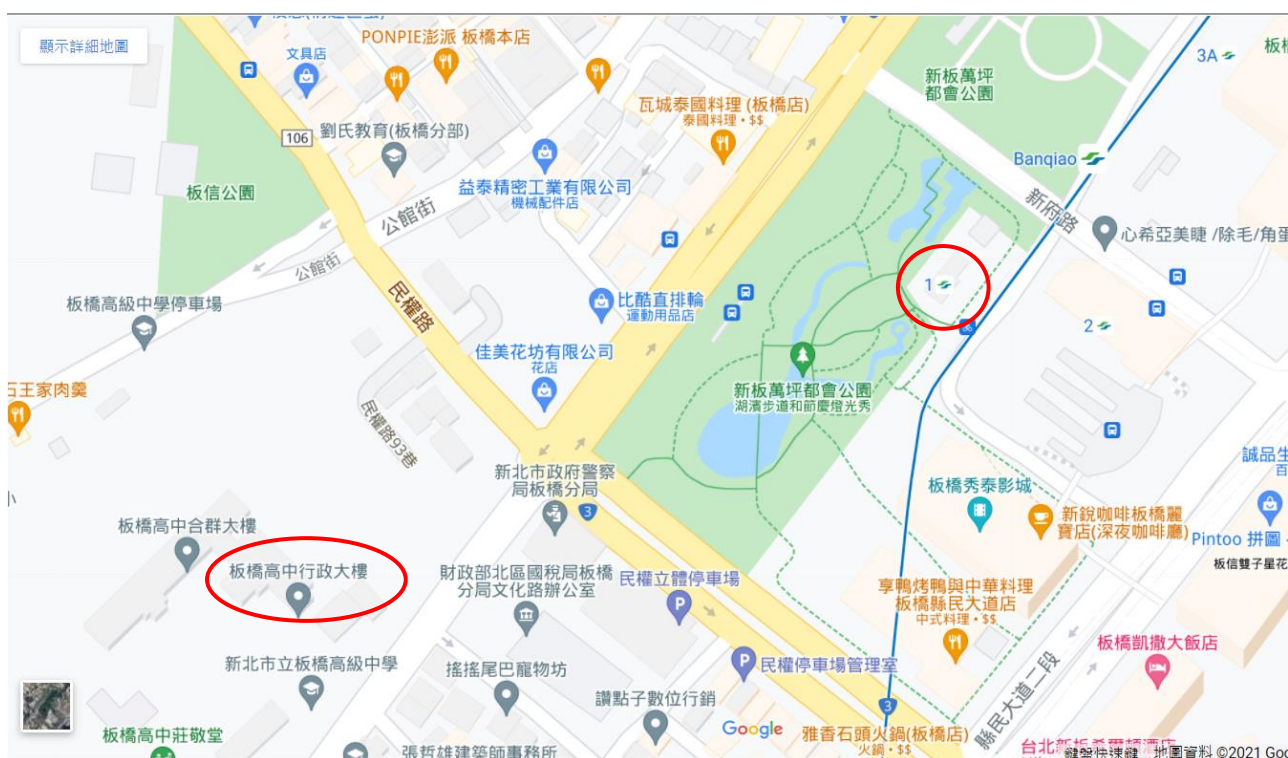 顯示詳細地圖
PONPIE澎派 板橋本店
文具店
106
劉氏教育(板橋分部)
瓦城泰國料理 (板橋店)
泰國料理・$$
新板萬坪
都會公園
3A
Banqiao
新府路
心希亞美睫 /除毛/角蛋
板信公園
公館街
益泰精密工業有限公司
機械配件店
公館街
板橋高級中學停車場
民權路
比酷直排輪
運動用品店
1
2
佳美花坊有限公司
花店
新板萬坪都會公園
湖濱步道和節慶燈光秀
石王家肉羹
民權路93巷
新北市政府警察
局板橋分局
3
板橋秀泰影城
新銳咖啡板橋麗
寶店(深夜咖啡廳)
誠品生
百
Pintoo 拼圖
板信雙子星花
板橋高中合群大樓
小
板橋高中行政大樓
財政部北區國稅局板橋
分局文化路辦公室
民權立體停車場
P
享鴨烤鴨與中華料理
板橋縣民大道店
中式料理・$$
板橋凱撒大飯店
新北市立板橋高級中學
搖搖尾巴寵物坊
P
民權停車場管理室
讚點子數位行銷
3
縣民大道二段
板橋高中莊敬堂
張哲雄建築師事務所
Google
雅香石頭火鍋(板橋店)
火鍋・$$
鍵盤快速鍵
地圖資料 ©2021 Goo